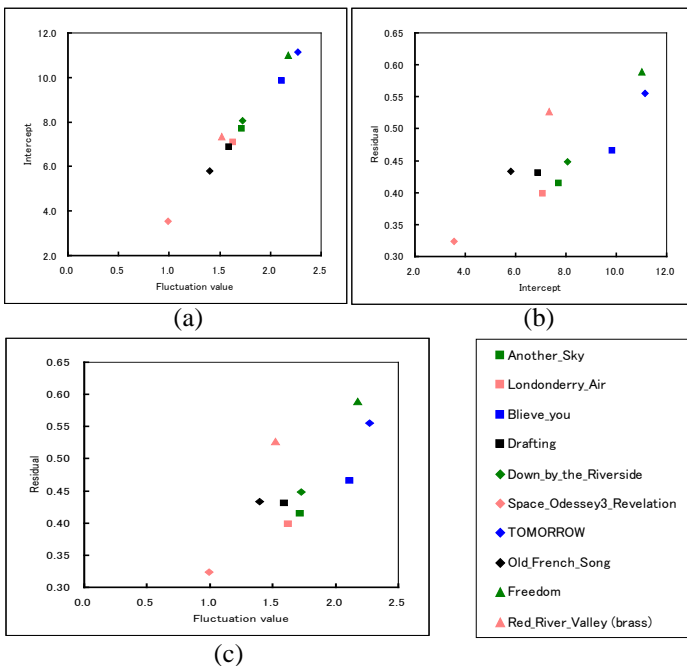 12.0
10.0
8.0
6.0
4.0
2.0
Intercept
0.0 1.0 1.5 2.0 2.5
Fluctuation value
(a)
0.65
0.60
0.55
0.50
0.45
0.40
0.35
0.30
Residual
2.0 4.0 6.0 8.0 10.0 12.0
Intercept
(b)
0.65
0.60
0.55
0.50
0.45
0.40
0.35
0.30
Residual
0.0 1.0 1.5 2.0 2.5
Fluctuation value
(c)
Another_Sky
Londonderry_Air
Blieve_you
Drafting
Down_by_the_Riverside
Space_Odessey3_Revelation
TOMORROW
Old_French_Song
Freedom
Red_River_Valley (brass)